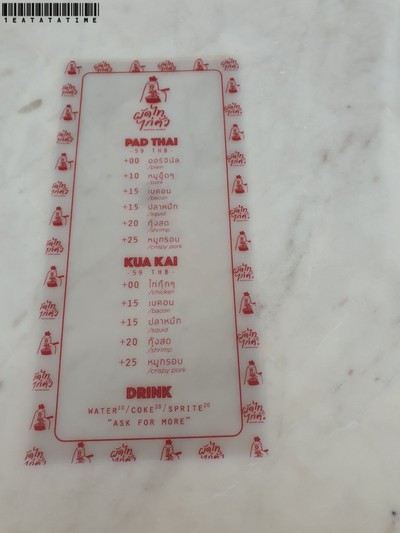 1EATATATIME
ผัดไท
ไก่คั่ว
PAD THAI
-59 THB-
+00 ออริจินัล
/plain
+10 หมูดุ๊ดๆ
/pork
+15 เบคอน
/bacon
+15 ปลาหมึก
/squid
+20 กุ้งสด
/shrimp
+25 หมูกรอบ
/crispy pork
KUA KAI
-59 THB-
+00 ไก่กุ๊กๆ
/chicken
+15 เบคอน
/bacon
+15 ปลาหมึก
/squid
+20 กุ้งสด
/shrimp
+25 หมูกรอบ
/crispy pork
DRINK
WATER¹⁰/COKE²⁰/SPRITE²⁰
"ASK FOR MORE"